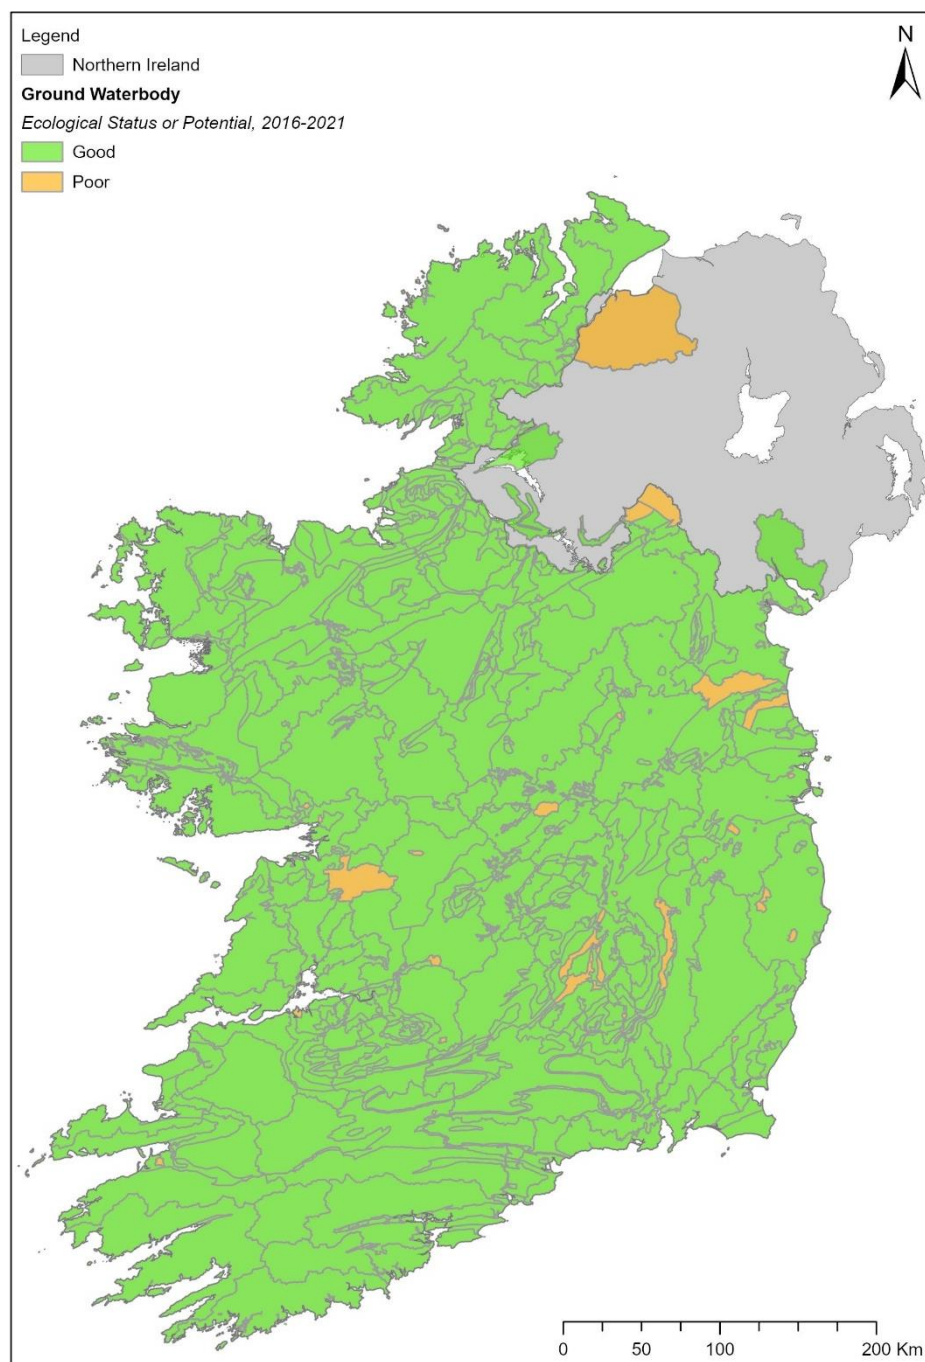 Legend
Northern Ireland
Ground Waterbody
Ecological Status or Potential, 2016-2021
Good
Poor
N
0 50 100 200 Km